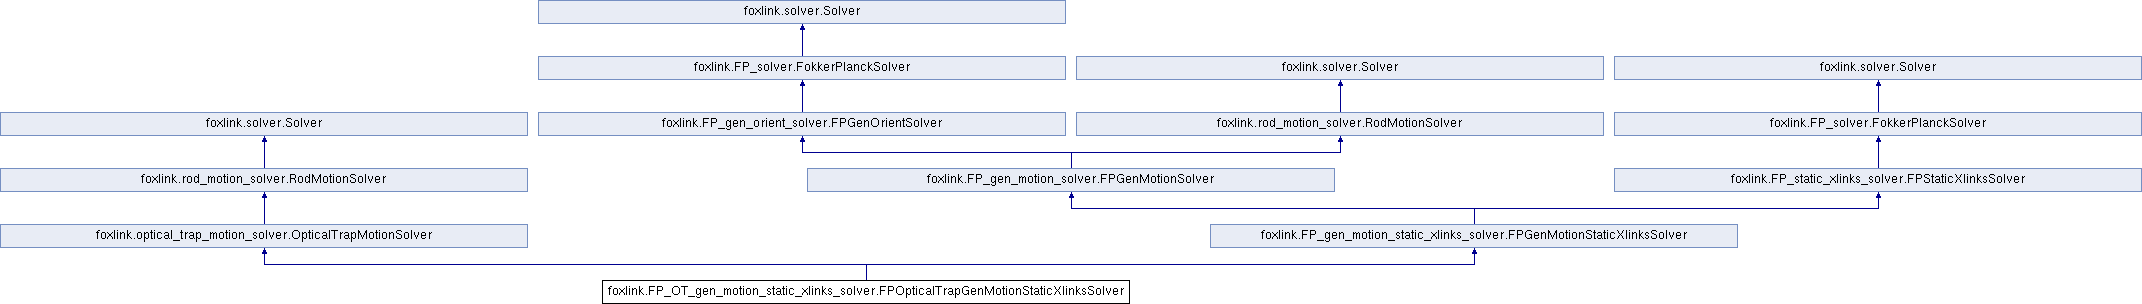 foxlink.solver.Solver
foxlink.FP_solver.FokkerPlanckSolver
foxlink.solver.Solver
foxlink.solver.Solver
foxlink.solver.Solver
foxlink.FP_gen_orient_solver.FPGenOrientSolver
foxlink.rod_motion_solver.RodMotionSolver
foxlink.FP_solver.FokkerPlanckSolver
foxlink.rod_motion_solver.RodMotionSolver
foxlink.FP_gen_motion_solver.FPGenMotionSolver
foxlink.FP_static_xlinks_solver.FPStaticXlinksSolver
foxlink.optical_trap_motion_solver.OpticalTrapMotionSolver
foxlink.FP_gen_motion_static_xlinks_solver.FPGenMotionStaticXlinksSolver
foxlink.FP_OT_gen_motion_static_xlinks_solver.FPOpticalTrapGenMotionStaticXlinksSolver